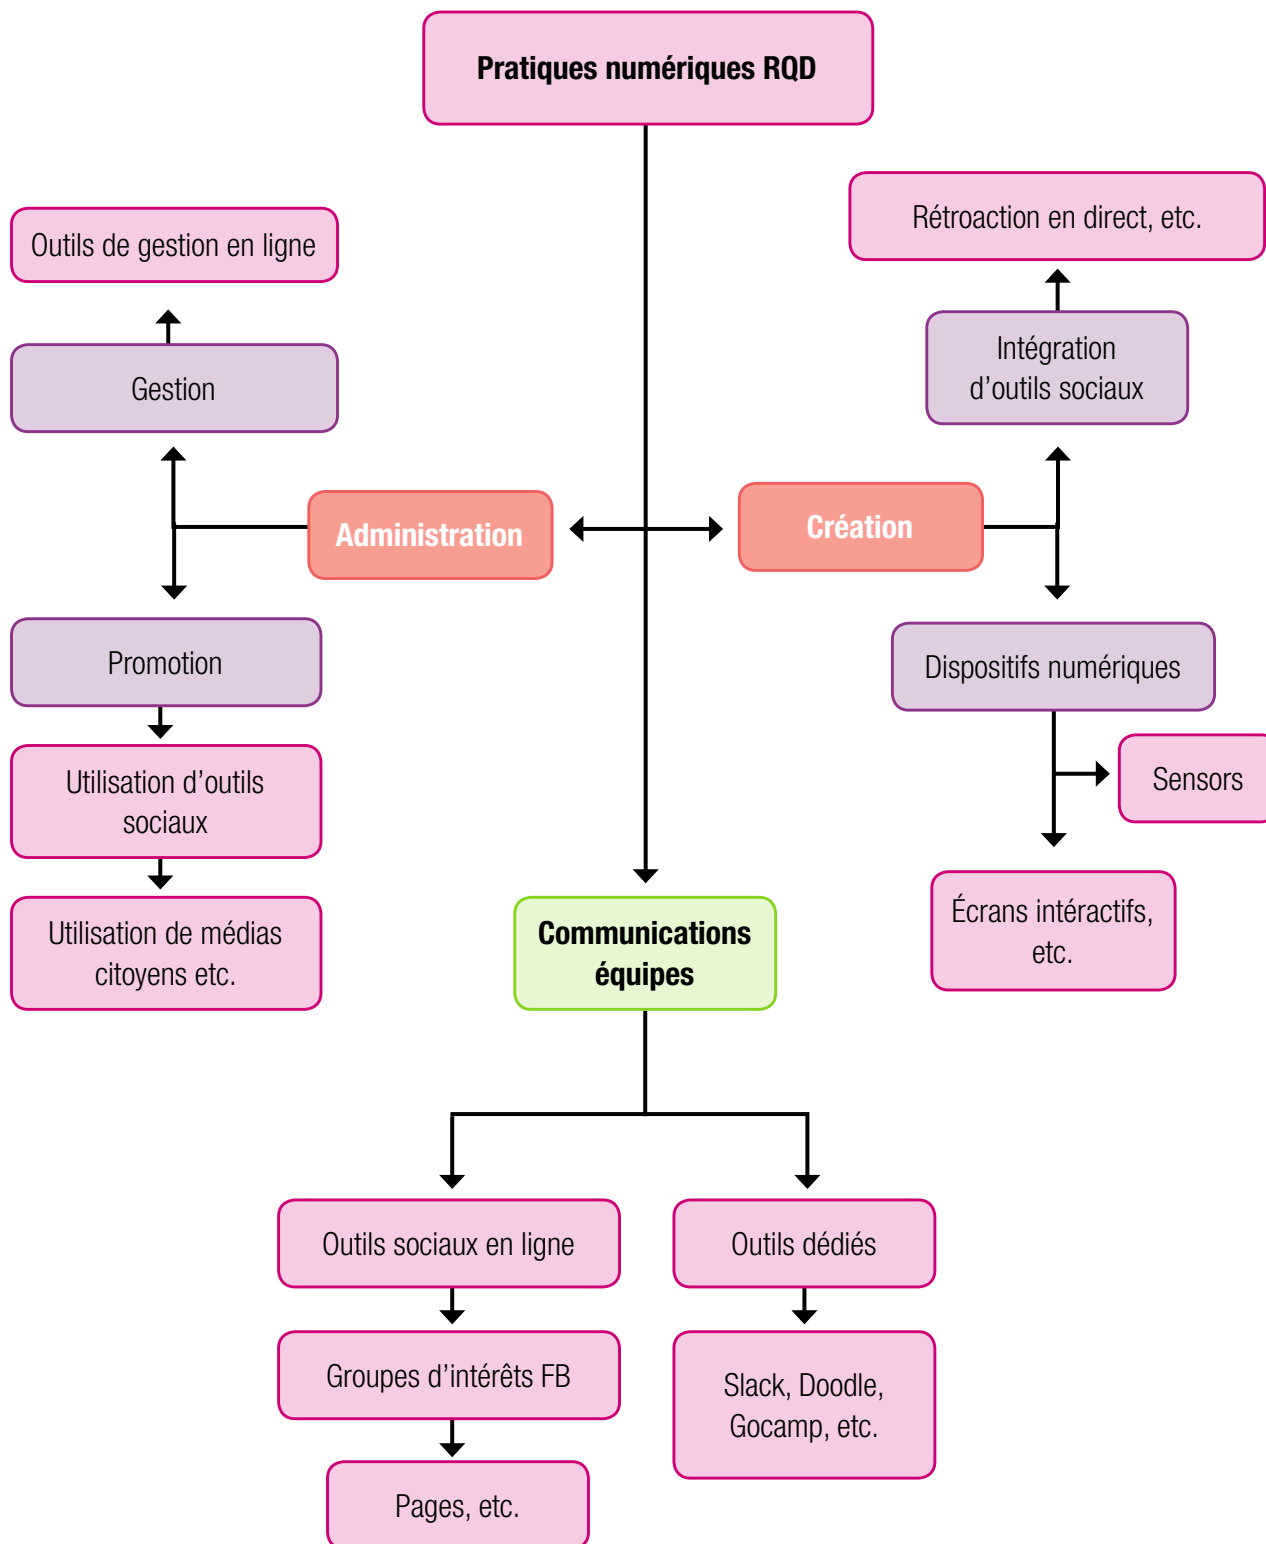 Pratiques numériques RQD
Rétroaction en direct, etc.
Outils de gestion en ligne
Intégration
d’outils sociaux
Gestion
Administration
Création
Promotion
Dispositifs numériques
Utilisation d’outils
sociaux
Sensors
Utilisation de médias
citoyens etc.
Communications
équipes
Écrans intéractifs,
etc.
Outils sociaux en ligne
Outils dédiés
Groupes d’intérêts FB
Slack, Doodle,
Gocamp, etc.
Pages, etc.